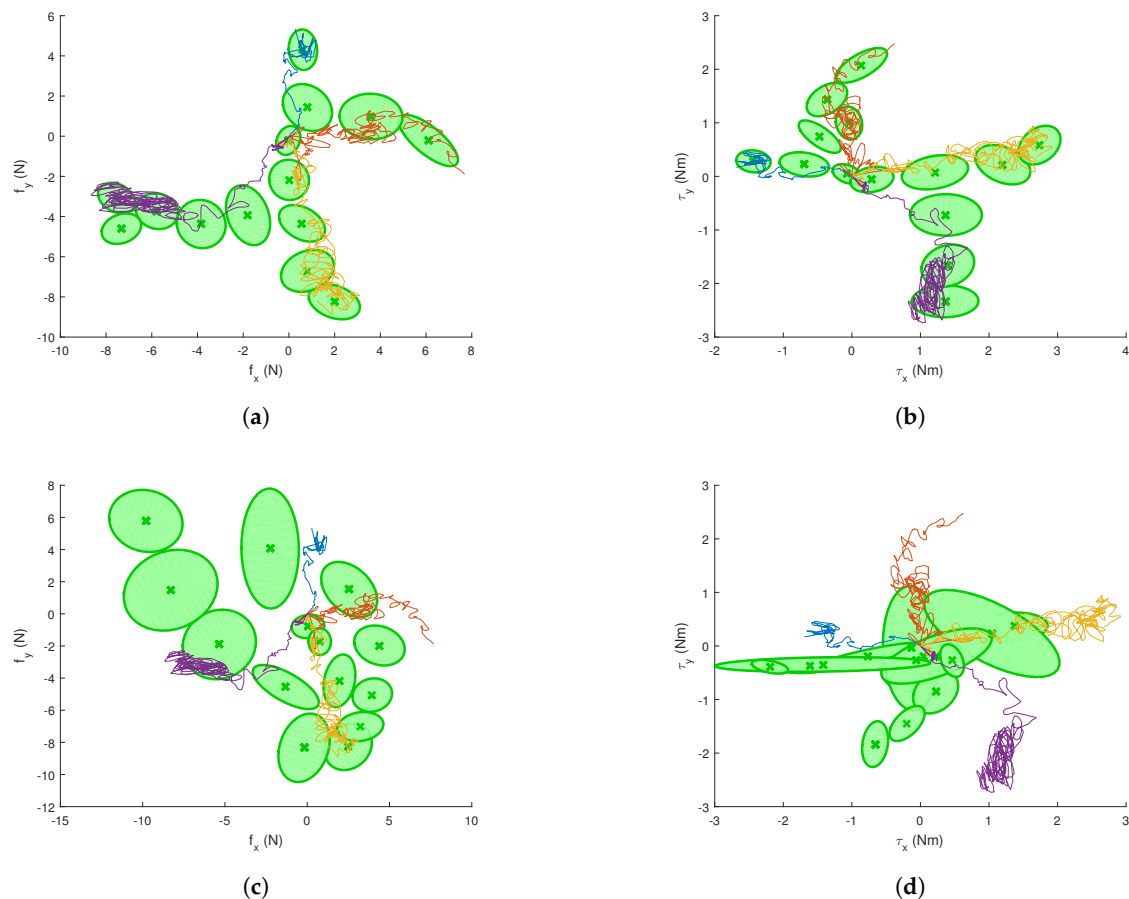 6
4
2
0
-2
-4
-6
-8
-10
f_y (N)
-10 -8 -6 -4 -2 0 2 4 6 8
f_x (N)
(a)
3
2
1
0
-1
-2
-3
τ_y (Nm)
-2 -1 0 1 2 3 4
τ_x (Nm)
(b)
8
6
4
2
0
-2
-4
-6
-8
-10
-12
f_y (N)
-15 -10 -5 0 5 10
f_x (N)
(c)
3
2
1
0
-1
-2
-3
τ_y (Nm)
-3 -2 -1 0 1 2 3
τ_x (Nm)
(d)